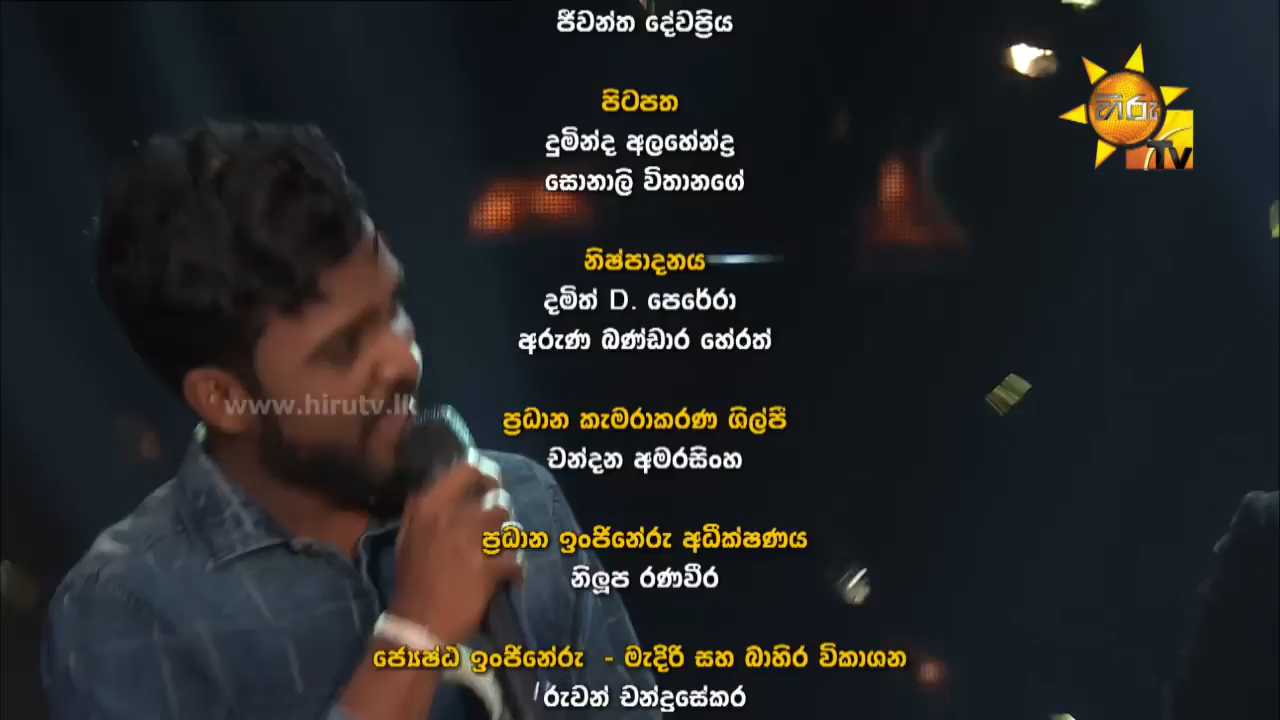 ජීවන්ත දේවප්‍රිය
පිටපත
දුමින්ද අලහේන්ද්‍ර
සොනාලි විතානගේ
නිෂ්පාදනය
දමිත් D. පෙරේරා
අරුණ බණ්ඩාර හේරත්
ප්‍රධාන කැමරාකරණ ශිල්පී
චන්දන අමරසිංහ
ප්‍රධාන ඉංජිනේරු අධීක්ෂණය
නිලූප රණවීර
ජ්‍යෙෂ්ඨ ඉංජිනේරු - මැදිරි සහ බාහිර විකාශන
රුවන් චන්ද්‍රසේකර
හිරු
TV
www.hirutv.lk